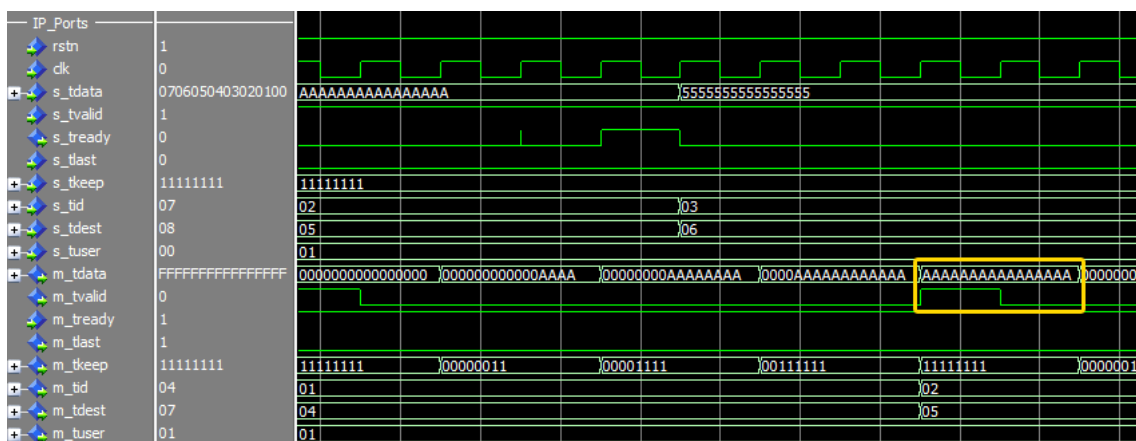 IP_Ports
rstn 1
clk 0
s_tdata 0706050403020100 AAAAAAAAAAAAAAAA 5555555555555555
s_tvalid 1
s_tready 0
s_tlast 0
s_tkeep 11111111 11111111
s_tid 07 02 03
s_tdest 08 05 06
s_tuser 00 01
m_tdata FFFFFFFFFFFFFFFF 0000000000000000 000000000000AAAA 00000000AAAAAAAA 0000AAAAAAAAAAAA AAAAAAAAAAAAAAAA 0000000
m_tvalid 0
m_tready 1
m_tlast 1
m_tkeep 11111111 11111111 00000011 00001111 00111111 11111111 0000001
m_tid 04 01 02
m_tdest 07 04 05
m_tuser 01 01